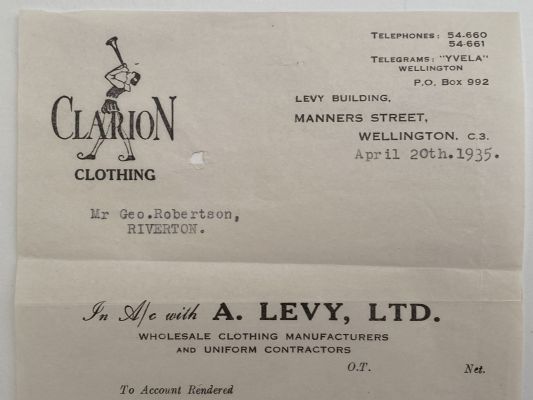 TELEPHONES: 54-660
54-661
TELEGRAMS: "YVELA"
WELLINGTON
P.O. BOX 992
CLARION
CLOTHING
LEVY BUILDING,
MANNERS STREET,
WELLINGTON. C.3.
April 20th.1935.
Mr Geo.Robertson,
RIVERTON.
In A/c with A. LEVY, LTD.
WHOLESALE CLOTHING MANUFACTURERS
AND UNIFORM CONTRACTORS
O.T. Net.
To Account Rendered